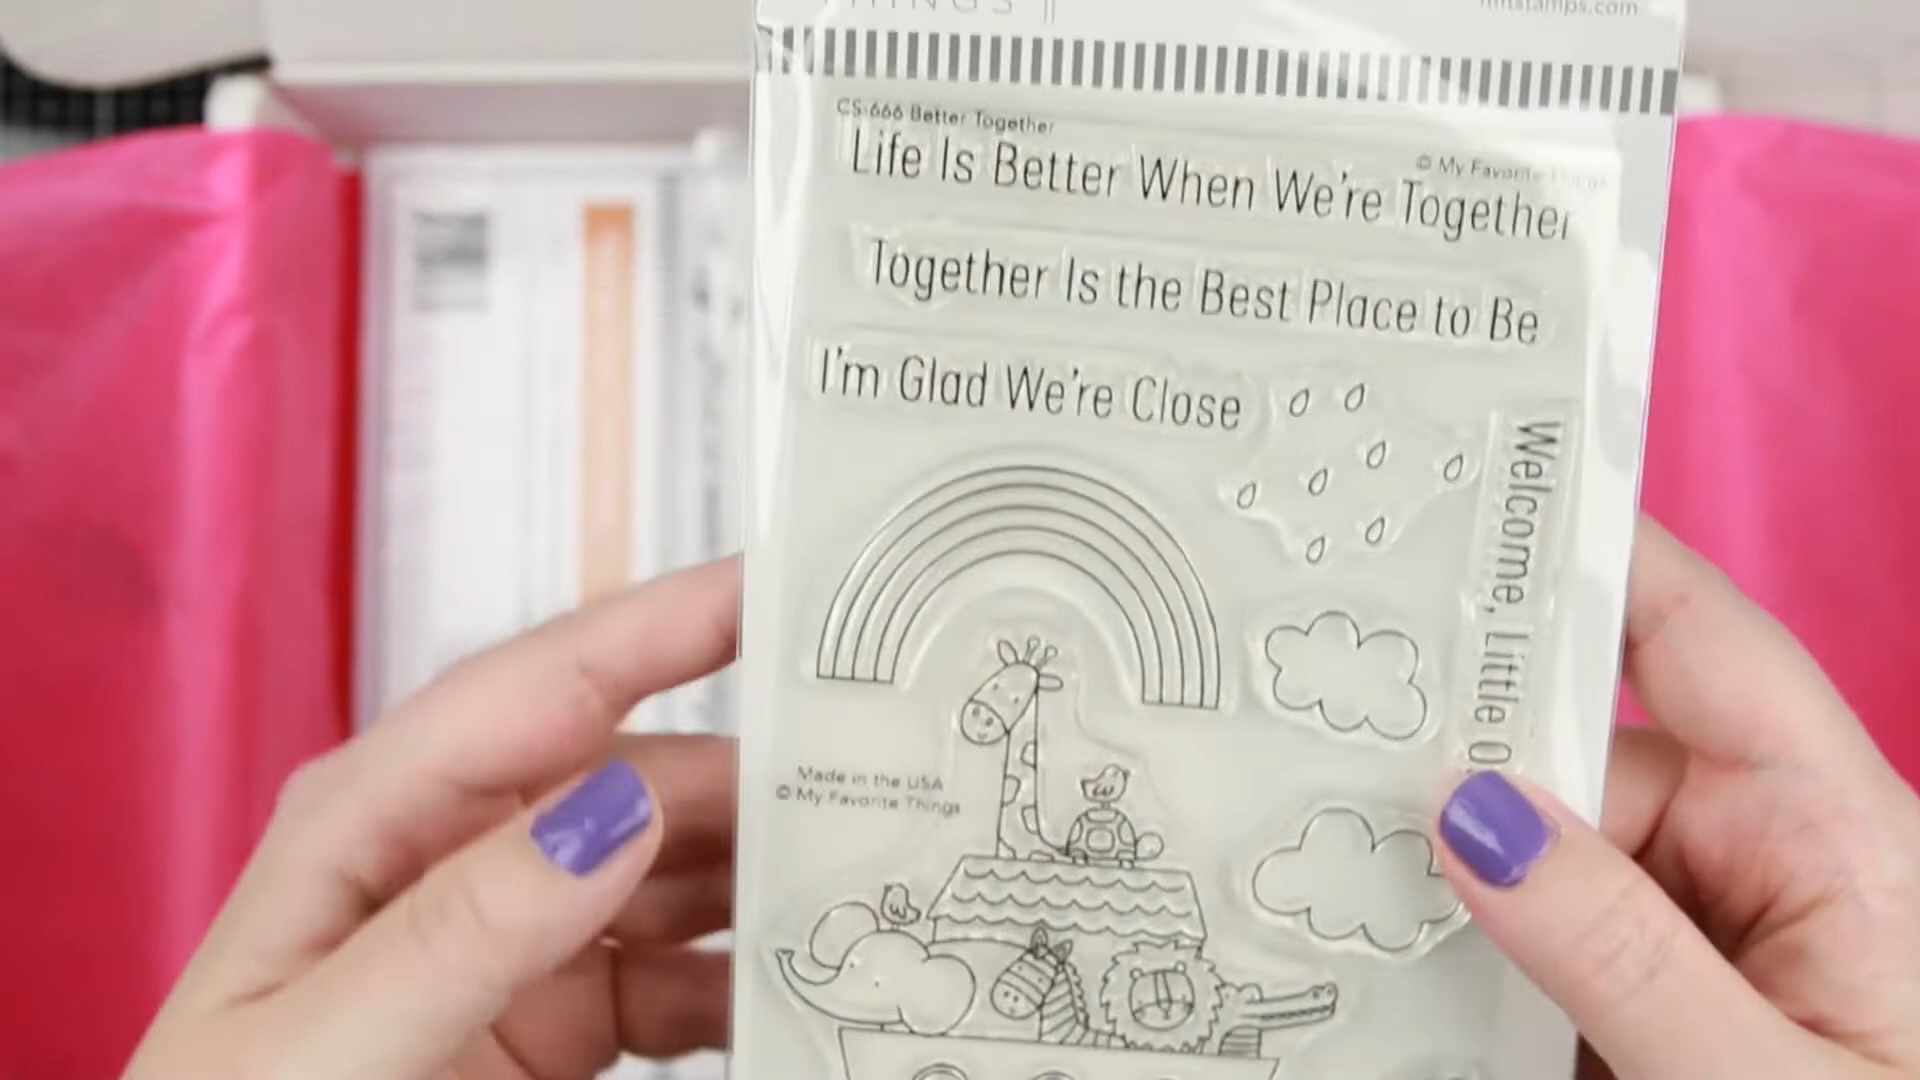 THINGS
mftstamps.com
CS-666 Better Together
© My Favorite Things
Life Is Better When We're Together
Together Is the Best Place to Be
I'm Glad We're Close
Welcome, Little O
Made in the USA
© My Favorite Things